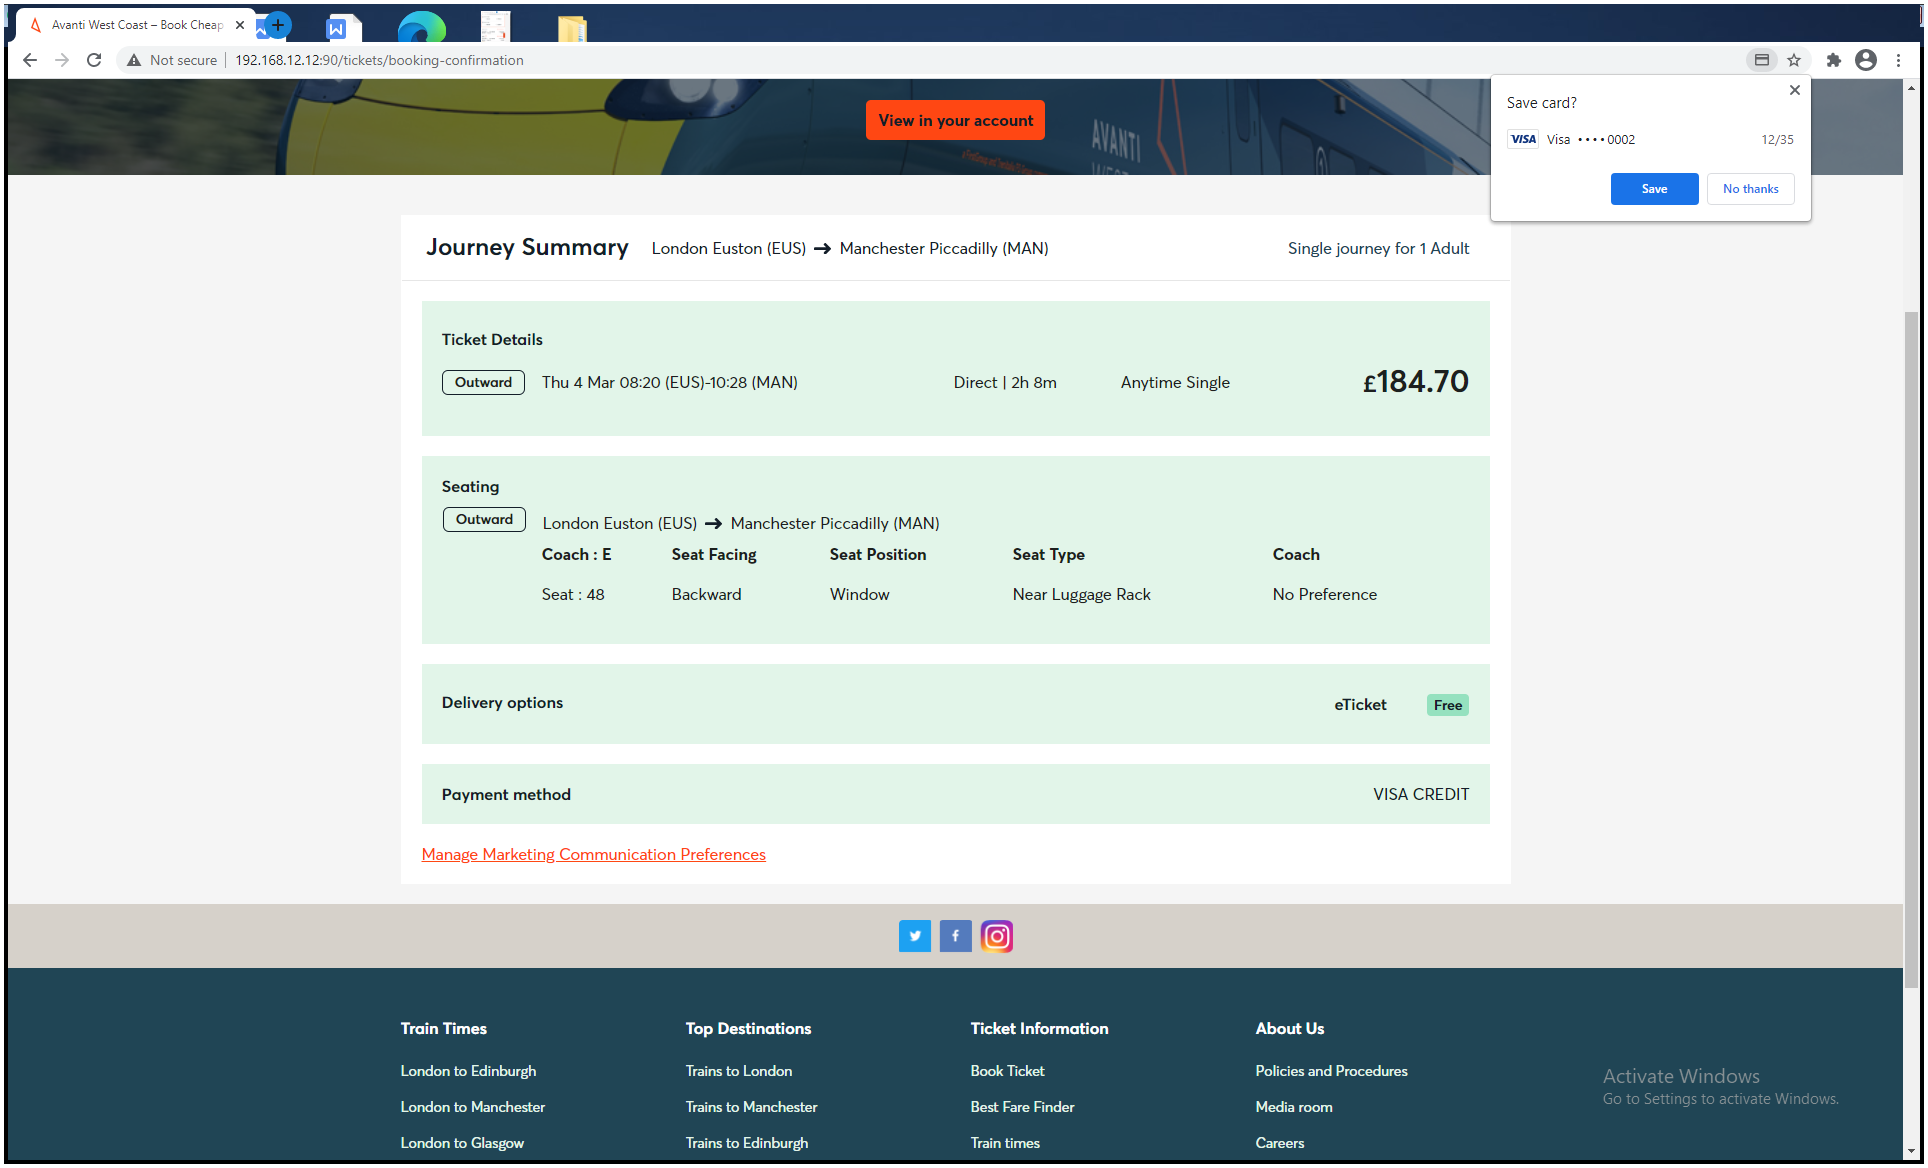 Avanti West Coast – Book Cheap
Not secure
192.168.12.12:90/tickets/booking-confirmation
View in your account
AVANTI
Save card?
VISA Visa ••••0002 12/35
Save No thanks
Journey Summary London Euston (EUS) → Manchester Piccadilly (MAN) Single journey for 1 Adult
Ticket Details
Outward Thu 4 Mar 08:20 (EUS)-10:28 (MAN) Direct | 2h 8m Anytime Single £184.70
Seating
Outward London Euston (EUS) → Manchester Piccadilly (MAN)
Coach : E Seat Facing Seat Position Seat Type Coach
Seat : 48 Backward Window Near Luggage Rack No Preference
Delivery options eTicket Free
Payment method VISA CREDIT
Manage Marketing Communication Preferences
Train Times Top Destinations Ticket Information About Us
London to Edinburgh Trains to London Book Ticket Policies and Procedures
London to Manchester Trains to Manchester Best Fare Finder Media room
London to Glasgow Trains to Edinburgh Train times Careers
Activate Windows
Go to Settings to activate Windows.